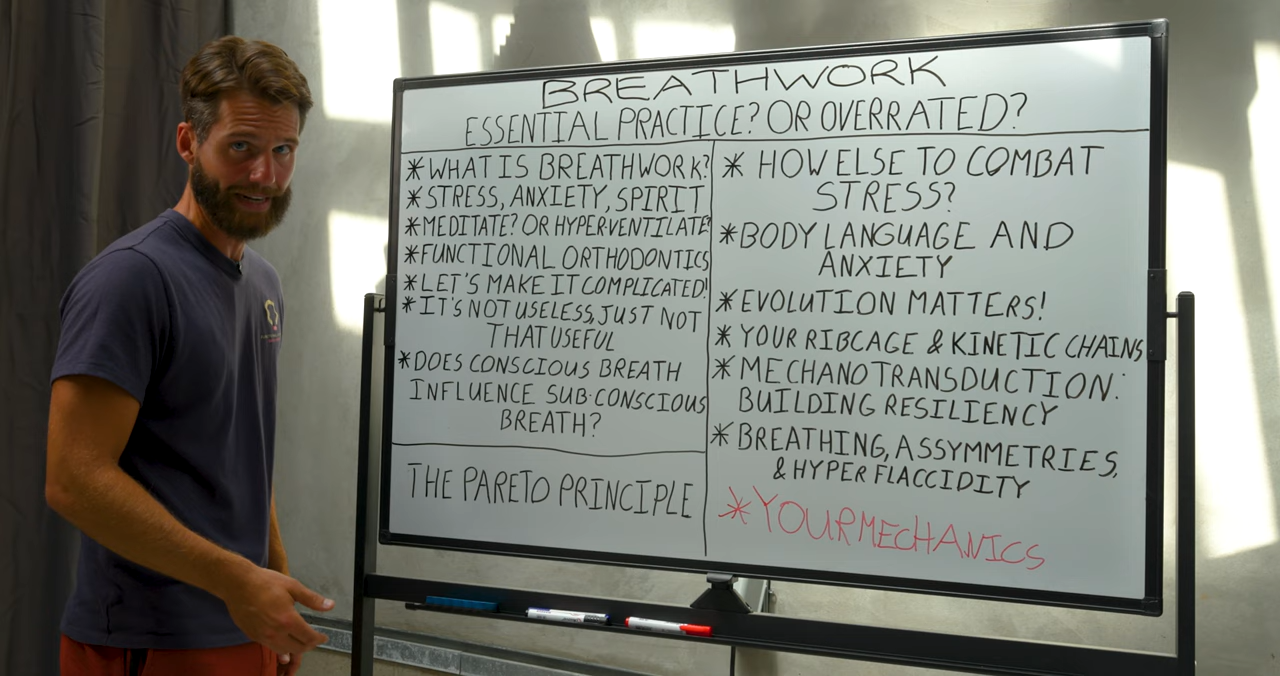 BREATHWORK
ESSENTIAL PRACTICE? OR OVERRATED?
* WHAT IS BREATHWORK?
* STRESS, ANXIETY, SPIRIT
* MEDITATE? OR HYPERVENTILATE?
* FUNCTIONAL ORTHODONTICS
* LET'S MAKE IT COMPLICATED!
* IT'S NOT USELESS, JUST NOT
THAT USEFUL
* DOES CONSCIOUS BREATH
INFLUENCE SUB-CONSCIOUS
BREATH?
THE PARETO PRINCIPLE
* HOW ELSE TO COMBAT
STRESS?
* BODY LANGUAGE AND
ANXIETY
* EVOLUTION MATTERS!
* YOUR RIBCAGE & KINETIC CHAINS
* MECHANOTRANSDUCTION:
BUILDING RESILIENCY
* BREATHING, ASSYMMETRIES,
& HYPER FLACCIDITY
* YOUR MECHANICS